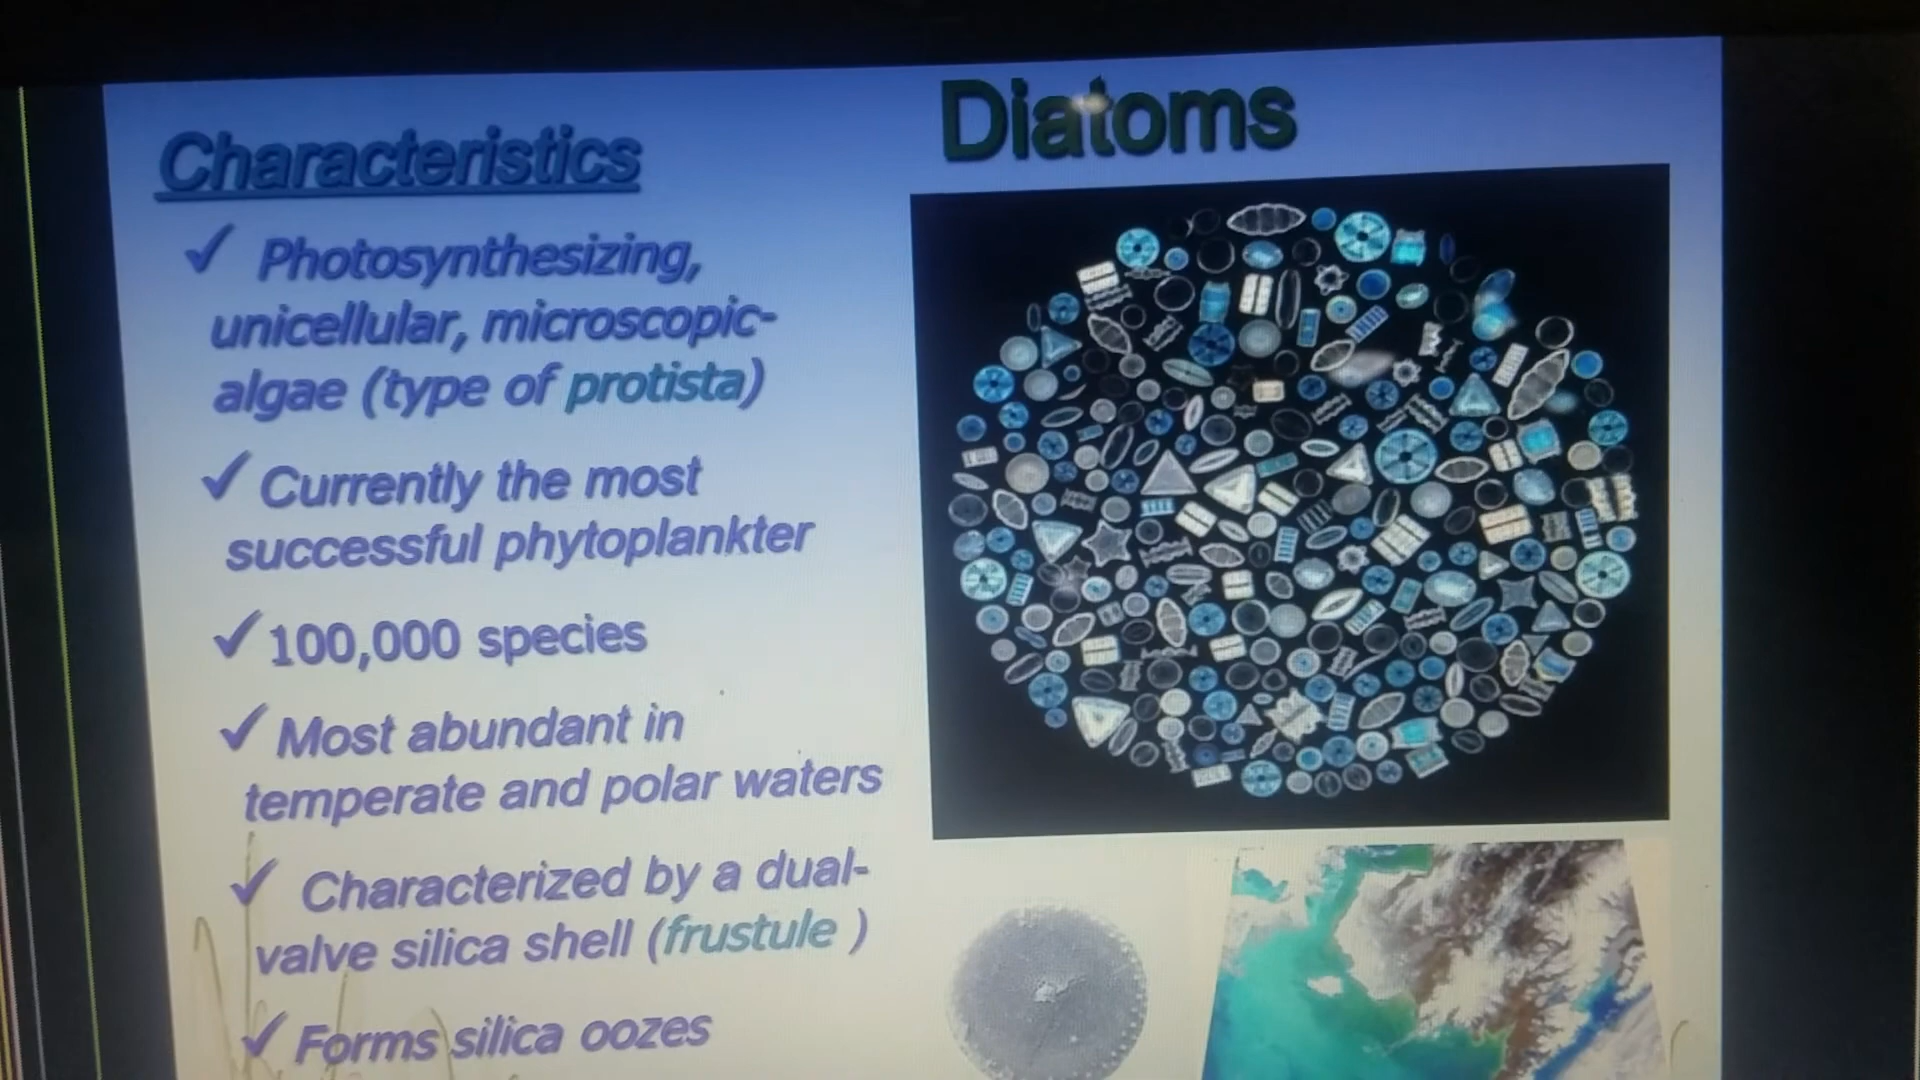 Diatoms
Characteristics
✓ Photosynthesizing,
unicellular, microscopic-
algae (type of protista)
✓ Currently the most
successful phytoplankter
✓ 100,000 species
✓ Most abundant in
temperate and polar waters
✓ Characterized by a dual-
valve silica shell (frustule )
✓ Forms silica oozes